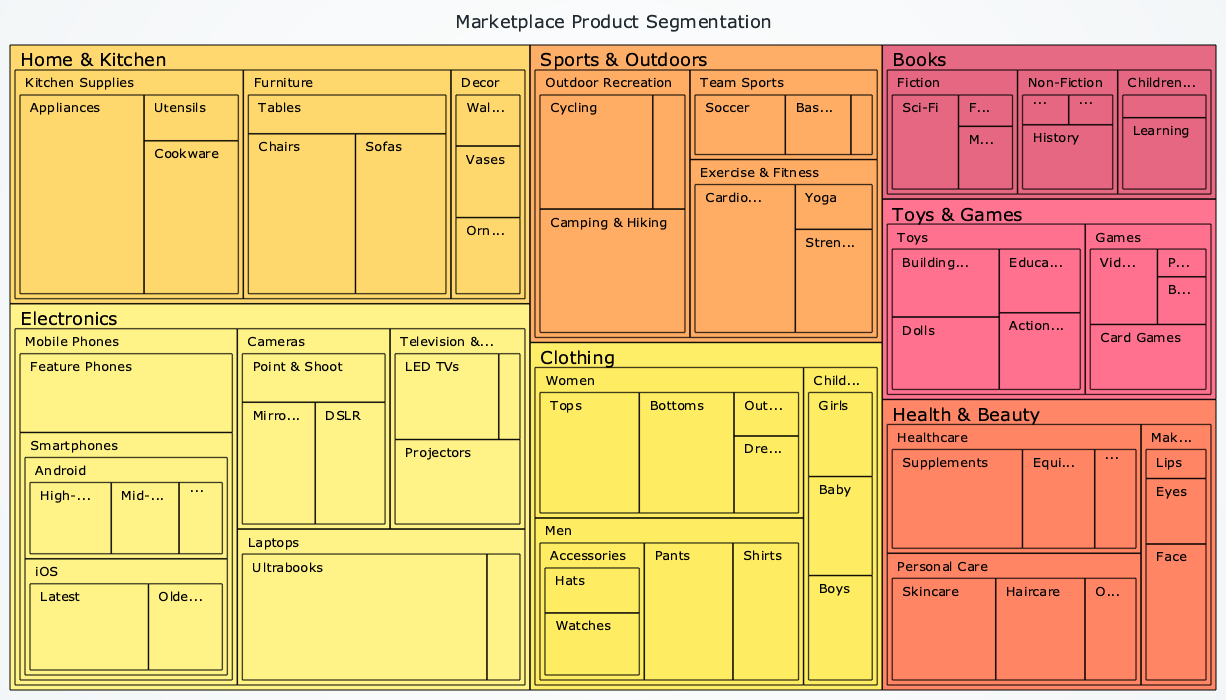 Marketplace Product Segmentation
Home & Kitchen
Kitchen Supplies
Appliances
Utensils
Cookware
Furniture
Tables
Chairs
Sofas
Decor
Wal...
Vases
Orn...
Electronics
Mobile Phones
Feature Phones
Smartphones
Android
High-...
Mid-...
...
iOS
Latest
Olde...
Cameras
Point & Shoot
Mirro...
DSLR
Television &...
LED TVs
Projectors
Laptops
Ultrabooks
Sports & Outdoors
Outdoor Recreation
Cycling
Camping & Hiking
Team Sports
Soccer
Bas...
Exercise & Fitness
Cardio...
Yoga
Stren...
Clothing
Women
Tops
Bottoms
Out...
Dre...
Men
Accessories
Hats
Watches
Pants
Shirts
Child...
Girls
Baby
Boys
Books
Fiction
Sci-Fi
F...
M...
Non-Fiction
...
...
History
Children...
Learning
Toys & Games
Toys
Building...
Dolls
Educa...
Action...
Games
Vid...
P...
B...
Card Games
Health & Beauty
Healthcare
Supplements
Equi...
...
Personal Care
Skincare
Haircare
O...
Mak...
Lips
Eyes
Face